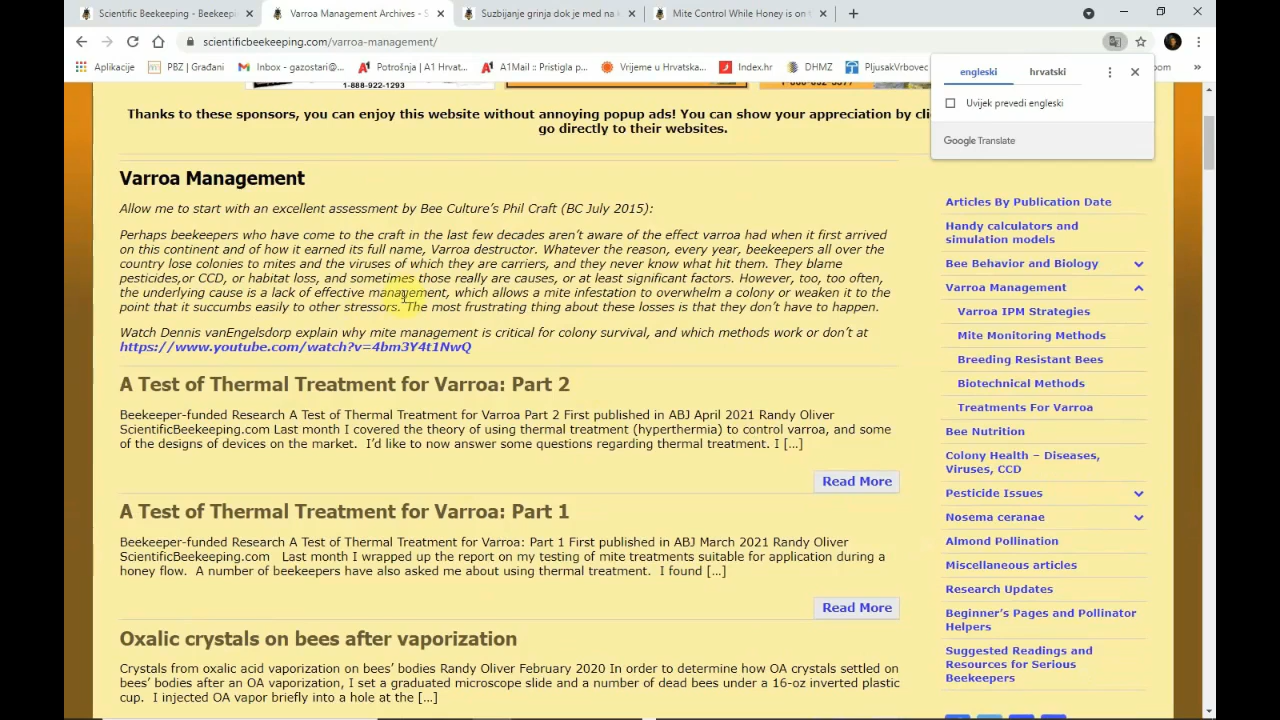 Scientific Beekeeping - Beekeepi
Varroa Management Archives - S
Suzbijanje grinja dok je med na k
Mite Control While Honey is on t
scientificbeekeeping.com/varroa-management/
Aplikacije
PBZ | Građani
Inbox - gazostari@...
Potrošnja | A1 Hrvat...
A1Mail :: Pristigla p...
Vrijeme u Hrvatska...
Index.hr
DHMZ
PljusakVrbovec
om
»
engleski
hrvatski
Uvijek prevedi engleski
Google Translate
1-888-922-1293
Thanks to these sponsors, you can enjoy this website without annoying popup ads! You can show your appreciation by cli
go directly to their websites.
Varroa Management
Allow me to start with an excellent assessment by Bee Culture's Phil Craft (BC July 2015):
Perhaps beekeepers who have come to the craft in the last few decades aren't aware of the effect varroa had when it first arrived
on this continent and of how it earned its full name, Varroa destructor. Whatever the reason, every year, beekeepers all over the
country lose colonies to mites and the viruses of which they are carriers, and they never know what hit them. They blame
pesticides,or CCD, or habitat loss, and sometimes those really are causes, or at least significant factors. However, too, too often,
the underlying cause is a lack of effective management, which allows a mite infestation to overwhelm a colony or weaken it to the
point that it succumbs easily to other stressors. The most frustrating thing about these losses is that they don't have to happen.
Watch Dennis vanEngelsdorp explain why mite management is critical for colony survival, and which methods work or don't at
https://www.youtube.com/watch?v=4bm3Y4t1NwQ
A Test of Thermal Treatment for Varroa: Part 2
Beekeeper-funded Research A Test of Thermal Treatment for Varroa Part 2 First published in ABJ April 2021 Randy Oliver
ScientificBeekeeping.com Last month I covered the theory of using thermal treatment (hyperthermia) to control varroa, and some
of the designs of devices on the market. I'd like to now answer some questions regarding thermal treatment. I [...]
Read More
A Test of Thermal Treatment for Varroa: Part 1
Beekeeper-funded Research A Test of Thermal Treatment for Varroa: Part 1 First published in ABJ March 2021 Randy Oliver
ScientificBeekeeping.com Last month I wrapped up the report on my testing of mite treatments suitable for application during a
honey flow. A number of beekeepers have also asked me about using thermal treatment. I found [...]
Read More
Oxalic crystals on bees after vaporization
Crystals from oxalic acid vaporization on bees' bodies Randy Oliver February 2020 In order to determine how OA crystals settled on
bees' bodies after an OA vaporization, I set a graduated microscope slide and a number of dead bees under a 16-oz inverted plastic
cup. I injected OA vapor briefly into a hole at the [...]
Articles By Publication Date
Handy calculators and
simulation models
Bee Behavior and Biology
Varroa Management
Varroa IPM Strategies
Mite Monitoring Methods
Breeding Resistant Bees
Biotechnical Methods
Treatments For Varroa
Bee Nutrition
Colony Health – Diseases,
Viruses, CCD
Pesticide Issues
Nosema ceranae
Almond Pollination
Miscellaneous articles
Research Updates
Beginner's Pages and Pollinator
Helpers
Suggested Readings and
Resources for Serious
Beekeepers